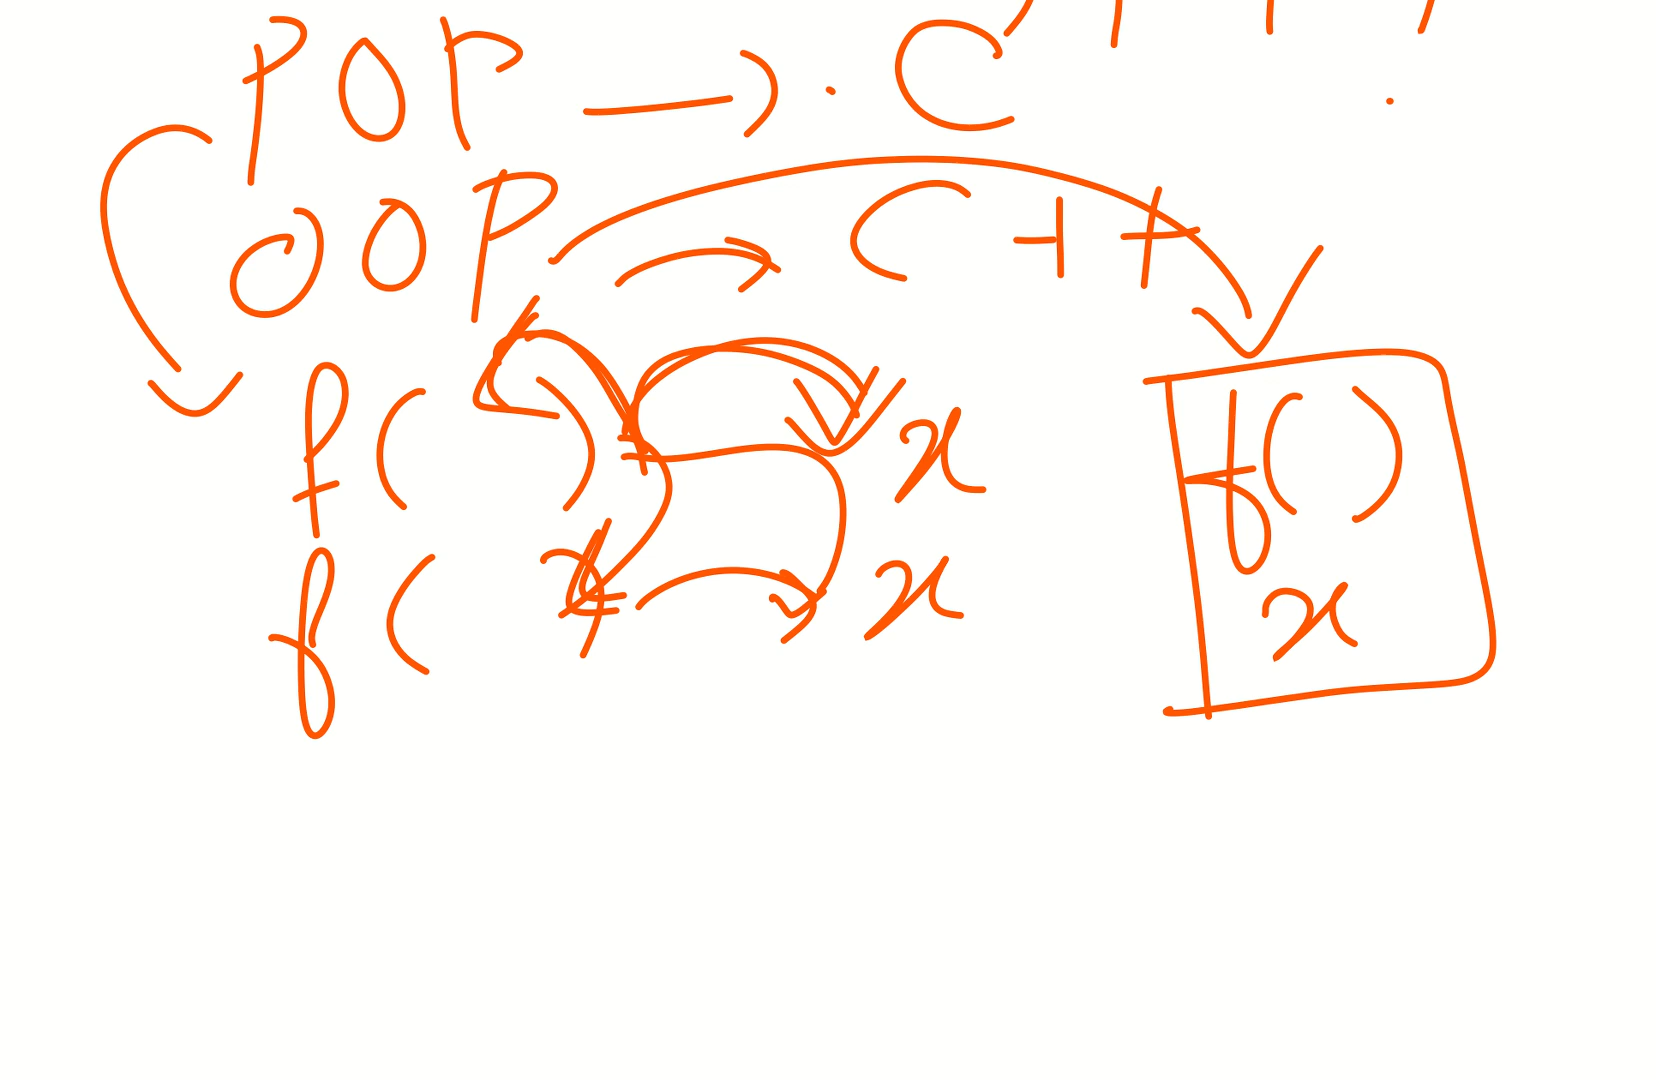 POP → C
OOP → C++
f( ) x f( )
f( ) x x